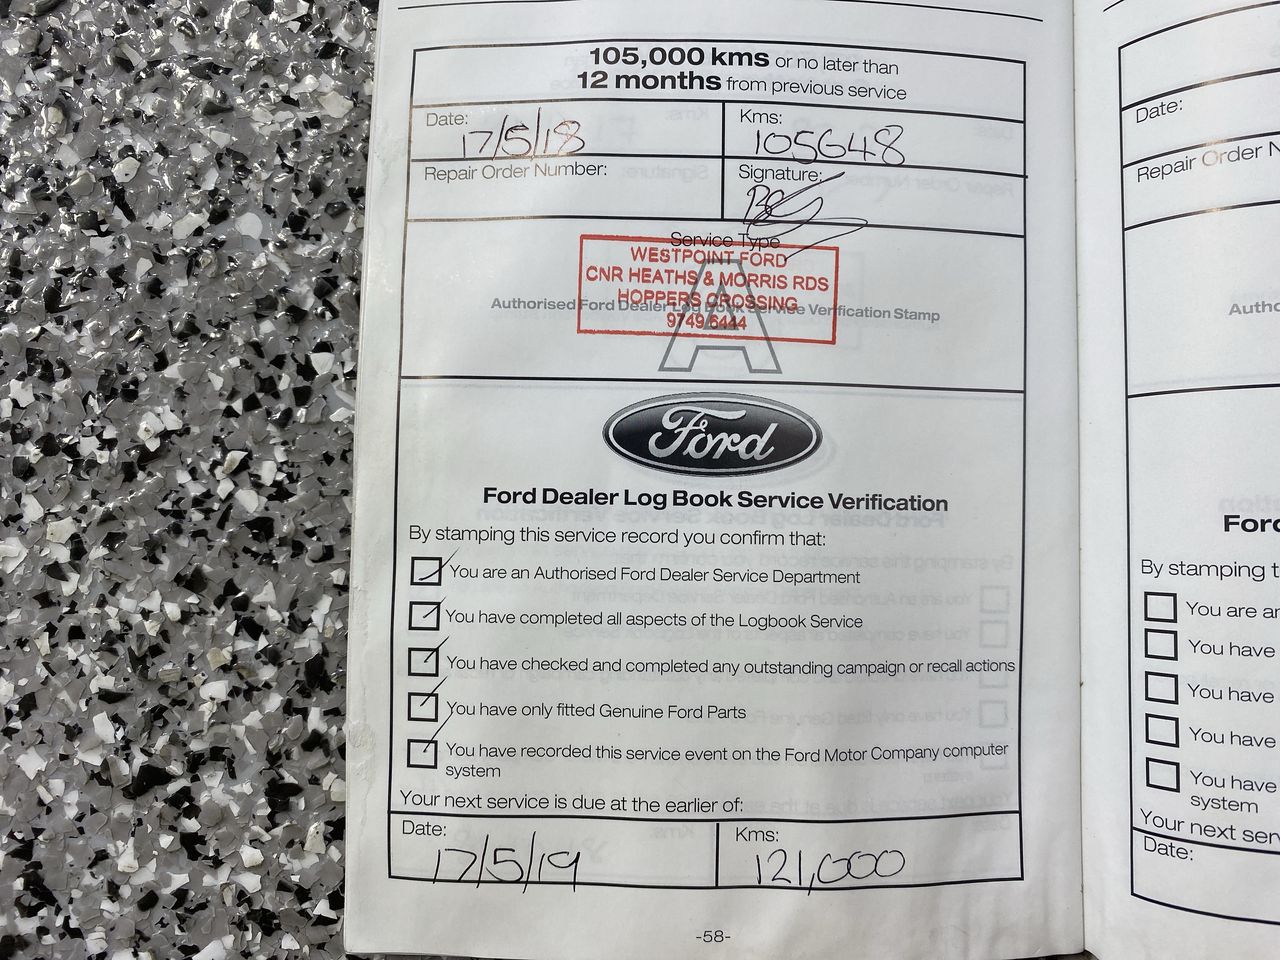 105,000 kms or no later than
12 months from previous service
Date:
17/5/18
Kms:
105648
Repair Order Number:
Signature:
Service Type
A
Authorised Ford Dealer Log Book Service Verification Stamp
WESTPOINT FORD
CNR HEATHS & MORRIS RDS
HOPPERS CROSSING
9749 6444
Ford
Ford Dealer Log Book Service Verification
By stamping this service record you confirm that:
You are an Authorised Ford Dealer Service Department
You have completed all aspects of the Logbook Service
You have checked and completed any outstanding campaign or recall actions
You have only fitted Genuine Ford Parts
You have recorded this service event on the Ford Motor Company computer
system
Your next service is due at the earlier of:
Date:
17/5/19
Kms:
121,000
-58-
Date:
Repair Order N
Autho
Ford
By stamping t
You are an
You have
You have
You have
You have
system
Your next serv
Date: